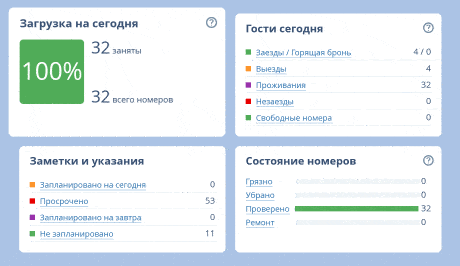 Загрузка на сегодня
100%
32 заняты
32 всего номеров
Гости сегодня
Заезды / Горящая бронь 4 / 0
Выезды 4
Проживания 32
Незаезды 0
Свободные номера 0
Заметки и указания
Запланировано на сегодня 0
Просрочено 53
Запланировано на завтра 0
Не запланировано 11
Состояние номеров
Грязно 0
Убрано 0
Проверено 32
Ремонт 0